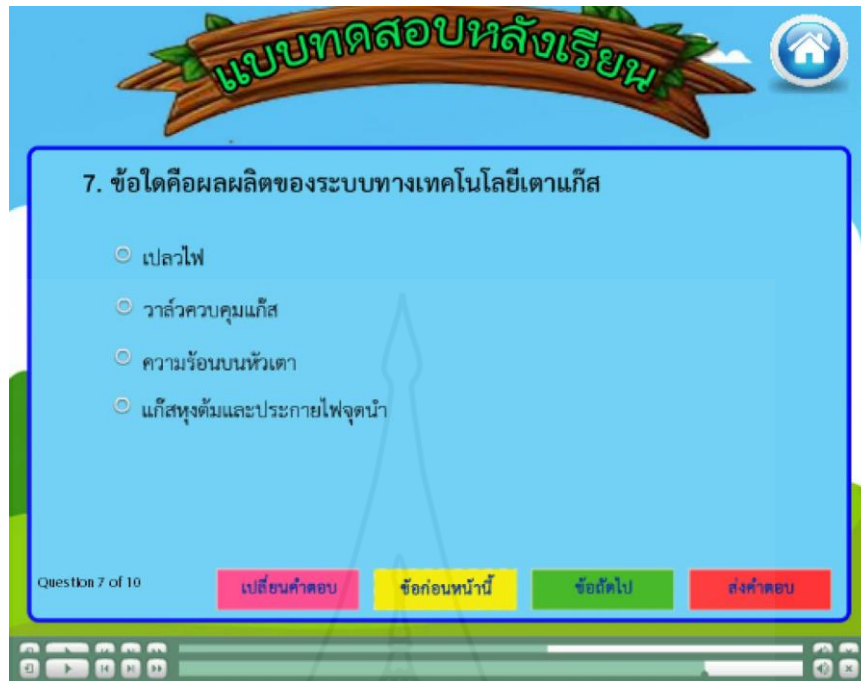 แบบทดสอบหลังเรียน
7. ข้อใดคือผลผลิตของระบบทางเทคโนโลยีเตาแก๊ส
เปลวไฟ
วาล์วควบคุมแก๊ส
ความร้อนบนหัวเตา
แก๊สหุงต้มและประกายไฟจุดนำ
Question 7 of 10
เปลี่ยนคำตอบ
ข้อก่อนหน้านี้
ข้อถัดไป
ส่งคำตอบ